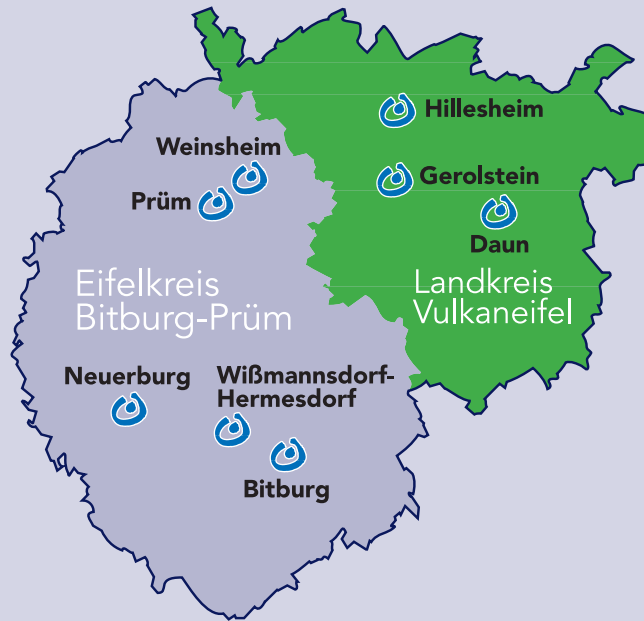 Hillesheim
Weinsheim
Gerolstein
Prüm
Daun
Eifelkreis
Bitburg-Prüm
Landkreis
Vulkaneifel
Neuerburg
Wißmannsdorf-
Hermesdorf
Bitburg